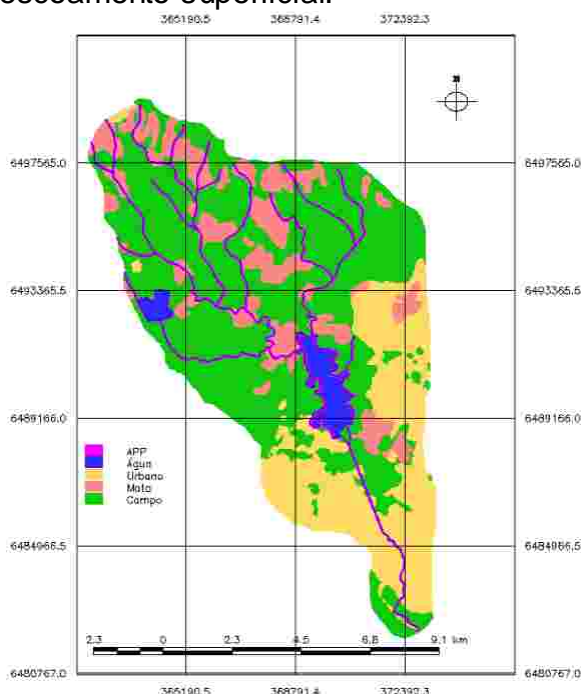 escoamento superficial.
365190.5 368791.4 372392.3
N
6497565.0 6497565.0
6493365.5 6493365.5
6489166.0 6489166.0
APP
Água
Urbano
Mata
Campo
6484966.5 6484966.5
2.3 0 2.3 4.5 6.8 9.1 km
6480767.0 6480767.0
365190.5 368791.4 372392.3